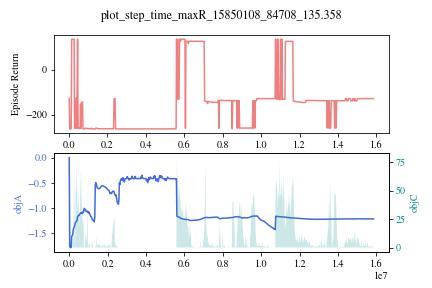 plot_step_time_maxR_15850108_84708_135.358
Episode Return
0
−200
0.0 0.2 0.4 0.6 0.8 1.0 1.2 1.4 1.6
objA
0.0
−0.5
−1.0
−1.5
75
50
25
0
objC
0.0 0.2 0.4 0.6 0.8 1.0 1.2 1.4 1.6
1e7